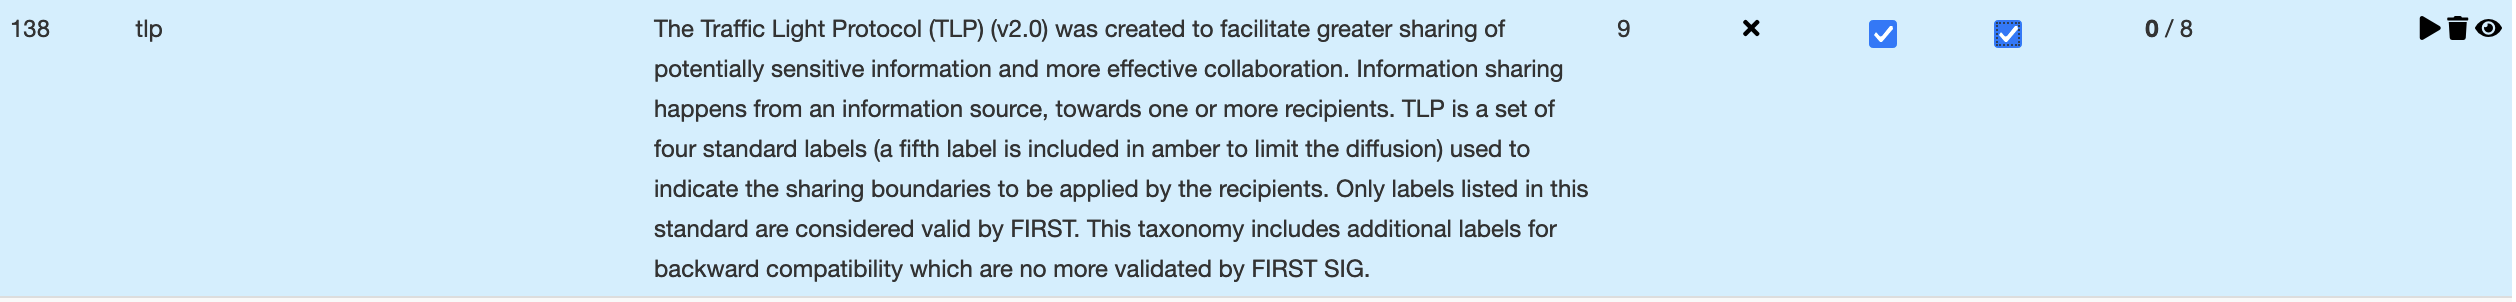 138 tlp The Traffic Light Protocol (TLP) (v2.0) was created to facilitate greater sharing of 9 0 / 8
potentially sensitive information and more effective collaboration. Information sharing
happens from an information source, towards one or more recipients. TLP is a set of
four standard labels (a fifth label is included in amber to limit the diffusion) used to
indicate the sharing boundaries to be applied by the recipients. Only labels listed in this
standard are considered valid by FIRST. This taxonomy includes additional labels for
backward compatibility which are no more validated by FIRST SIG.